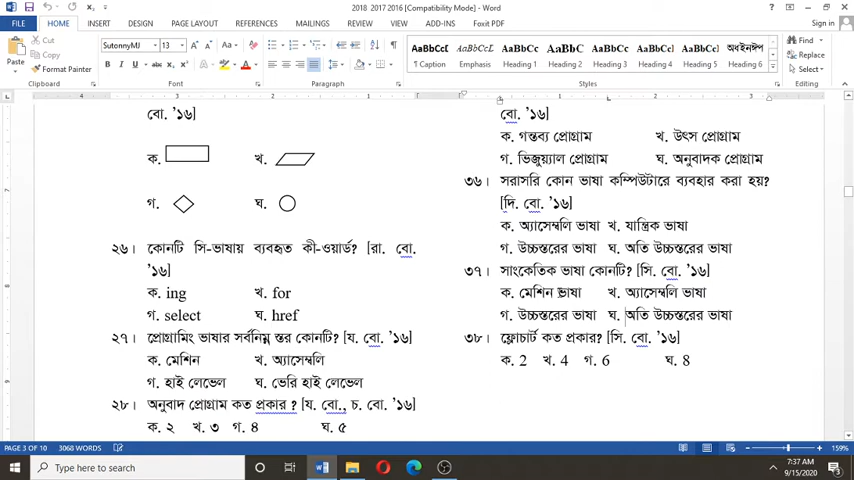 2018 2017 2016 [Compatibility Mode] - Word
FILE HOME INSERT DESIGN PAGE LAYOUT REFERENCES MAILINGS REVIEW VIEW ADD-INS Foxit PDF Sign in
Paste Cut Copy Format Painter
Clipboard
SutonnyMJ 13
Font
Paragraph
AaBbCcL AaBbCcl AaBbCc AaBbC AaBbCc AaBbCc AaBbCc
¶ Caption Emphasis Heading 1 Heading 2 Heading 3 Heading 4 Heading 5 Heading 6
Styles
Find Replace Select
Editing
বো. '১৬]
ক. খ.
গ. ঘ.
২৬। কোনটি সি-ভাষায় ব্যবহৃত কী-ওয়ার্ড? [রা. বো.
'১৬]
ক. ing খ. for
গ. select ঘ. href
২৭। প্রোগ্রামিং ভাষার সর্বনিম্ন স্তর কোনটি? [য. বো. '১৬]
ক. মেশিন খ. অ্যাসেম্বলি
গ. হাই লেভেল ঘ. ভেরি হাই লেভেল
২৮। অনুবাদ প্রোগ্রাম কত প্রকার ? [য. বো., চ. বো. '১৬]
ক. ২ খ. ৩ গ. 8 ঘ. ৫
বো. '১৬]
ক. গন্তব্য প্রোগ্রাম খ. উৎস প্রোগ্রাম
গ. ভিজুয়্যাল প্রোগ্রাম ঘ. অনুবাদক প্রোগ্রাম
৩৬। সরাসরি কোন ভাষা কম্পিউটারে ব্যবহার করা হয়?
[দি. বো. '১৬]
ক. অ্যাসেম্বলি ভাষা খ. যান্ত্রিক ভাষা
গ. উচ্চস্তরের ভাষা ঘ. অতি উচ্চস্তরের ভাষা
৩৭। সাংকেতিক ভাষা কোনটি? [সি. বো. '১৬]
ক. মেশিন ভাষা খ. অ্যাসেম্বলি ভাষা
গ. উচ্চস্তরের ভাষা ঘ. অতি উচ্চস্তরের ভাষা
৩৮। ফ্লোচার্ট কত প্রকার? [সি. বো. '১৬]
ক. 2 খ. 4 গ. 6 ঘ. 8
PAGE 3 OF 10 3068 WORDS 159%
Type here to search
7:37 AM
9/15/2020